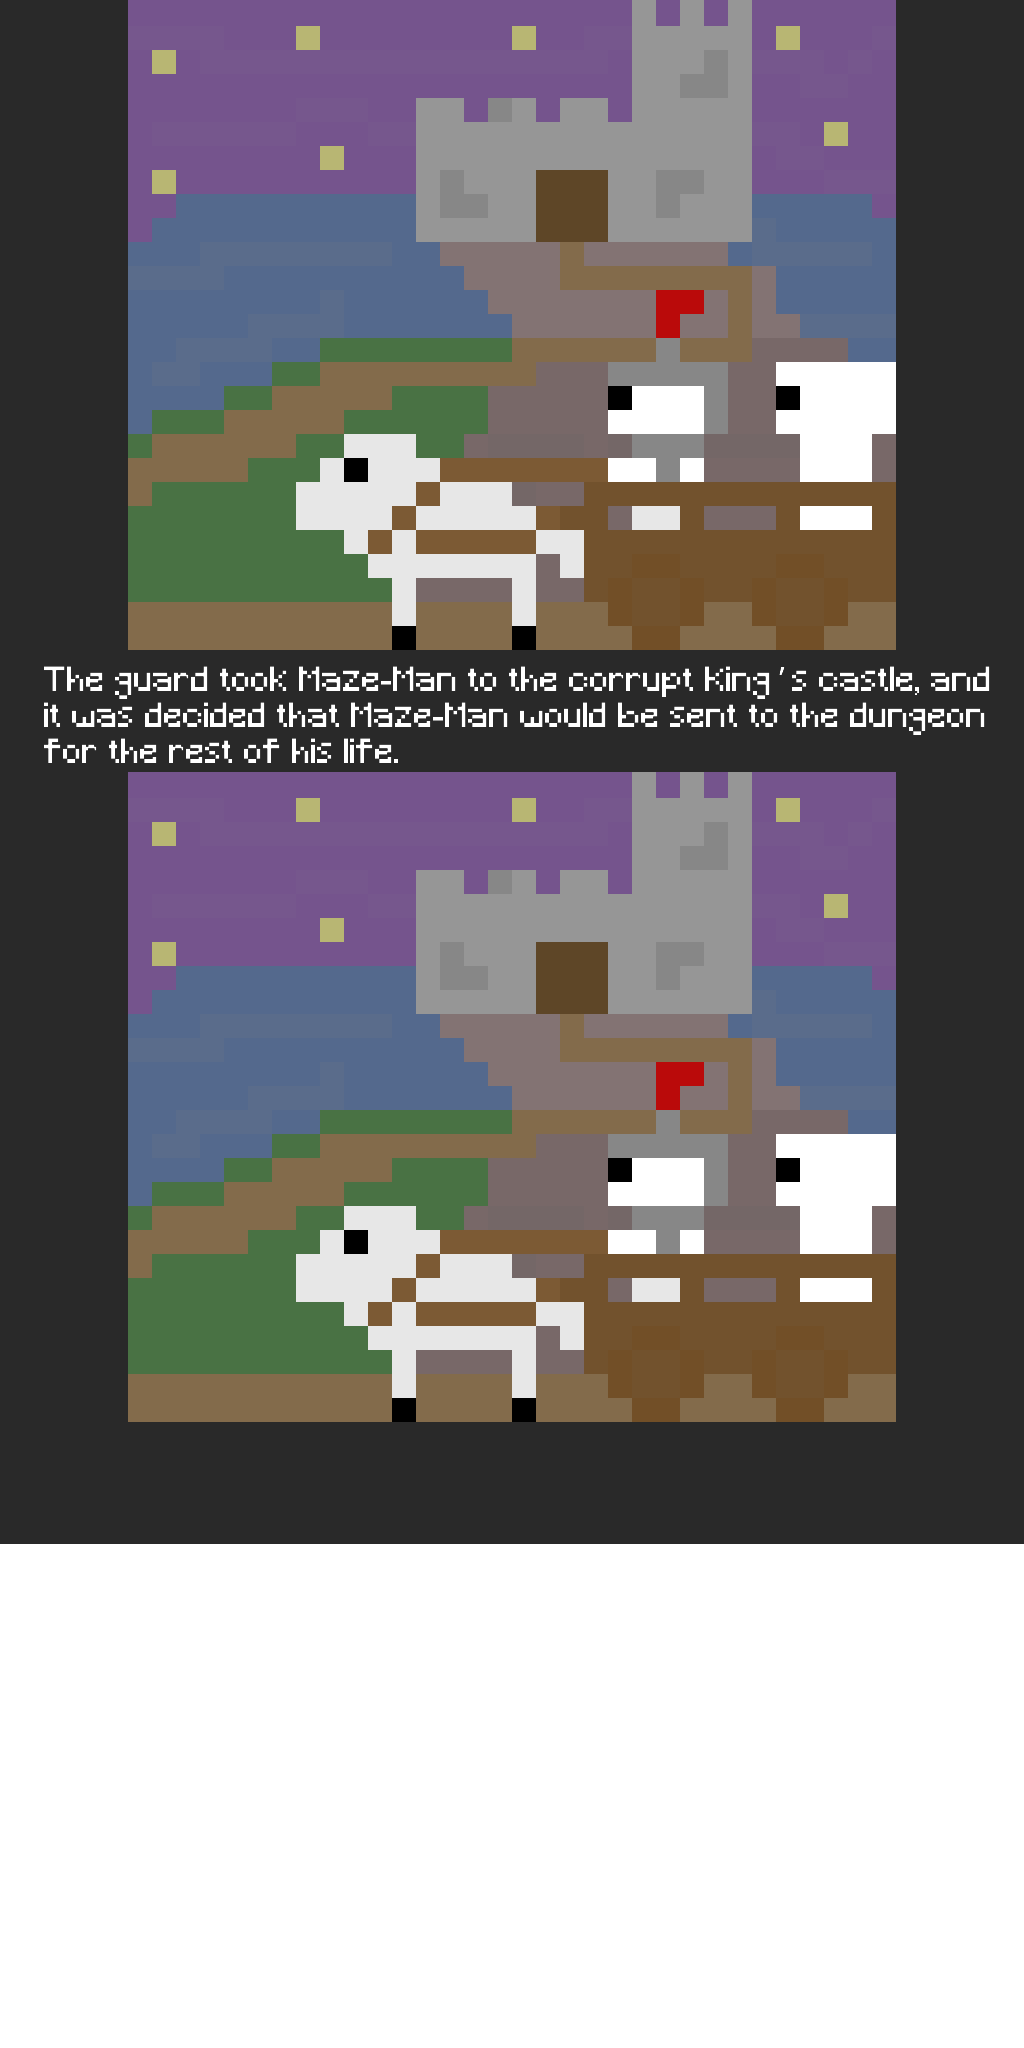 The guard took Maze-Man to the corrupt King's castle, and
it was decided that Maze-Man would be sent to the dungeon
for the rest of his life.